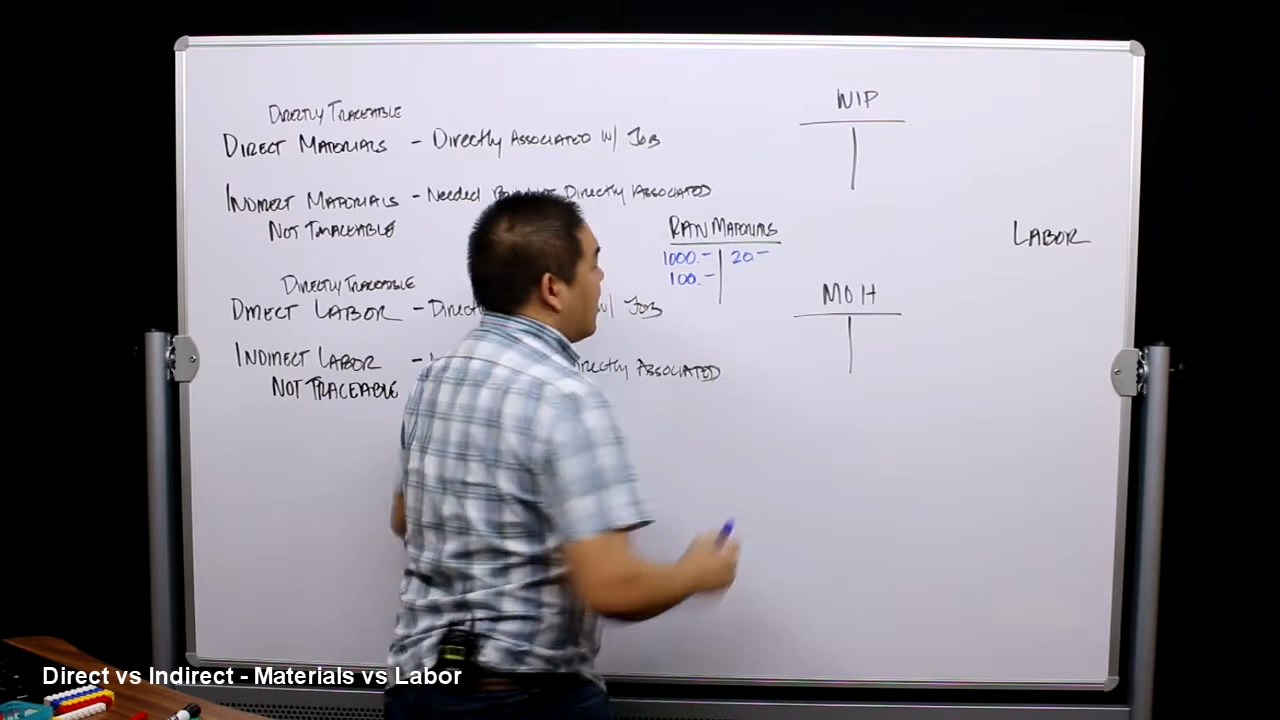 DIRECTLY TRACEABLE
DIRECT MATERIALS - DIRECTLY ASSOCIATED W/ JOB
INDIRECT MATERIALS - NEEDED DIRECTLY ASSOCIATED
NOT TRACEABLE
DIRECTLY TRACEABLE
DIRECT LABOR - W/ JOB
INDIRECT LABOR - ASSOCIATED
NOT TRACEABLE
WIP
RAW MATERIALS
1000.- 20.-
100.-
MOH
LABOR
Direct vs Indirect - Materials vs Labor